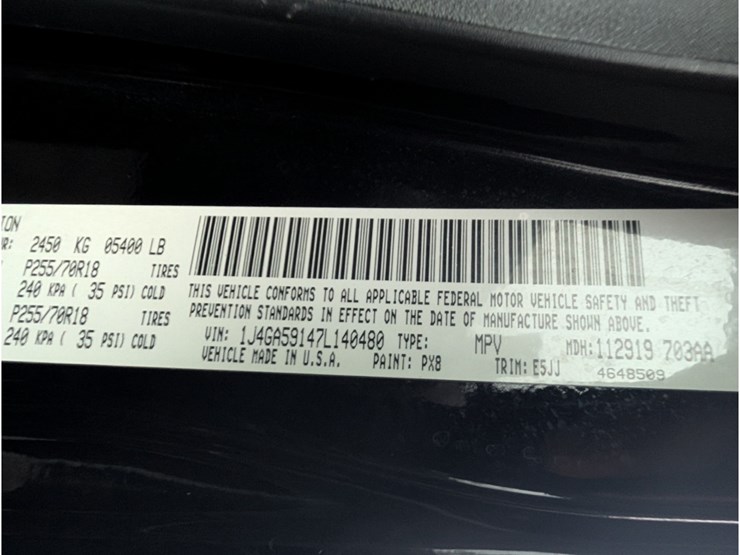 TION
WR: 2450 KG 05400 LB
P255/70R18 TIRES
240 KPA ( 35 PSI) COLD
P255/70R18 TIRES
240 KPA ( 35 PSI) COLD
THIS VEHICLE CONFORMS TO ALL APPLICABLE FEDERAL MOTOR VEHICLE SAFETY AND THEFT
PREVENTION STANDARDS IN EFFECT ON THE DATE OF MANUFACTURE SHOWN ABOVE.
VIN: 1J4GA59147L140480 TYPE: MPV MDH: 112919 703AA
VEHICLE MADE IN U.S.A. PAINT: PX8 TRIM: E5JJ 4648509